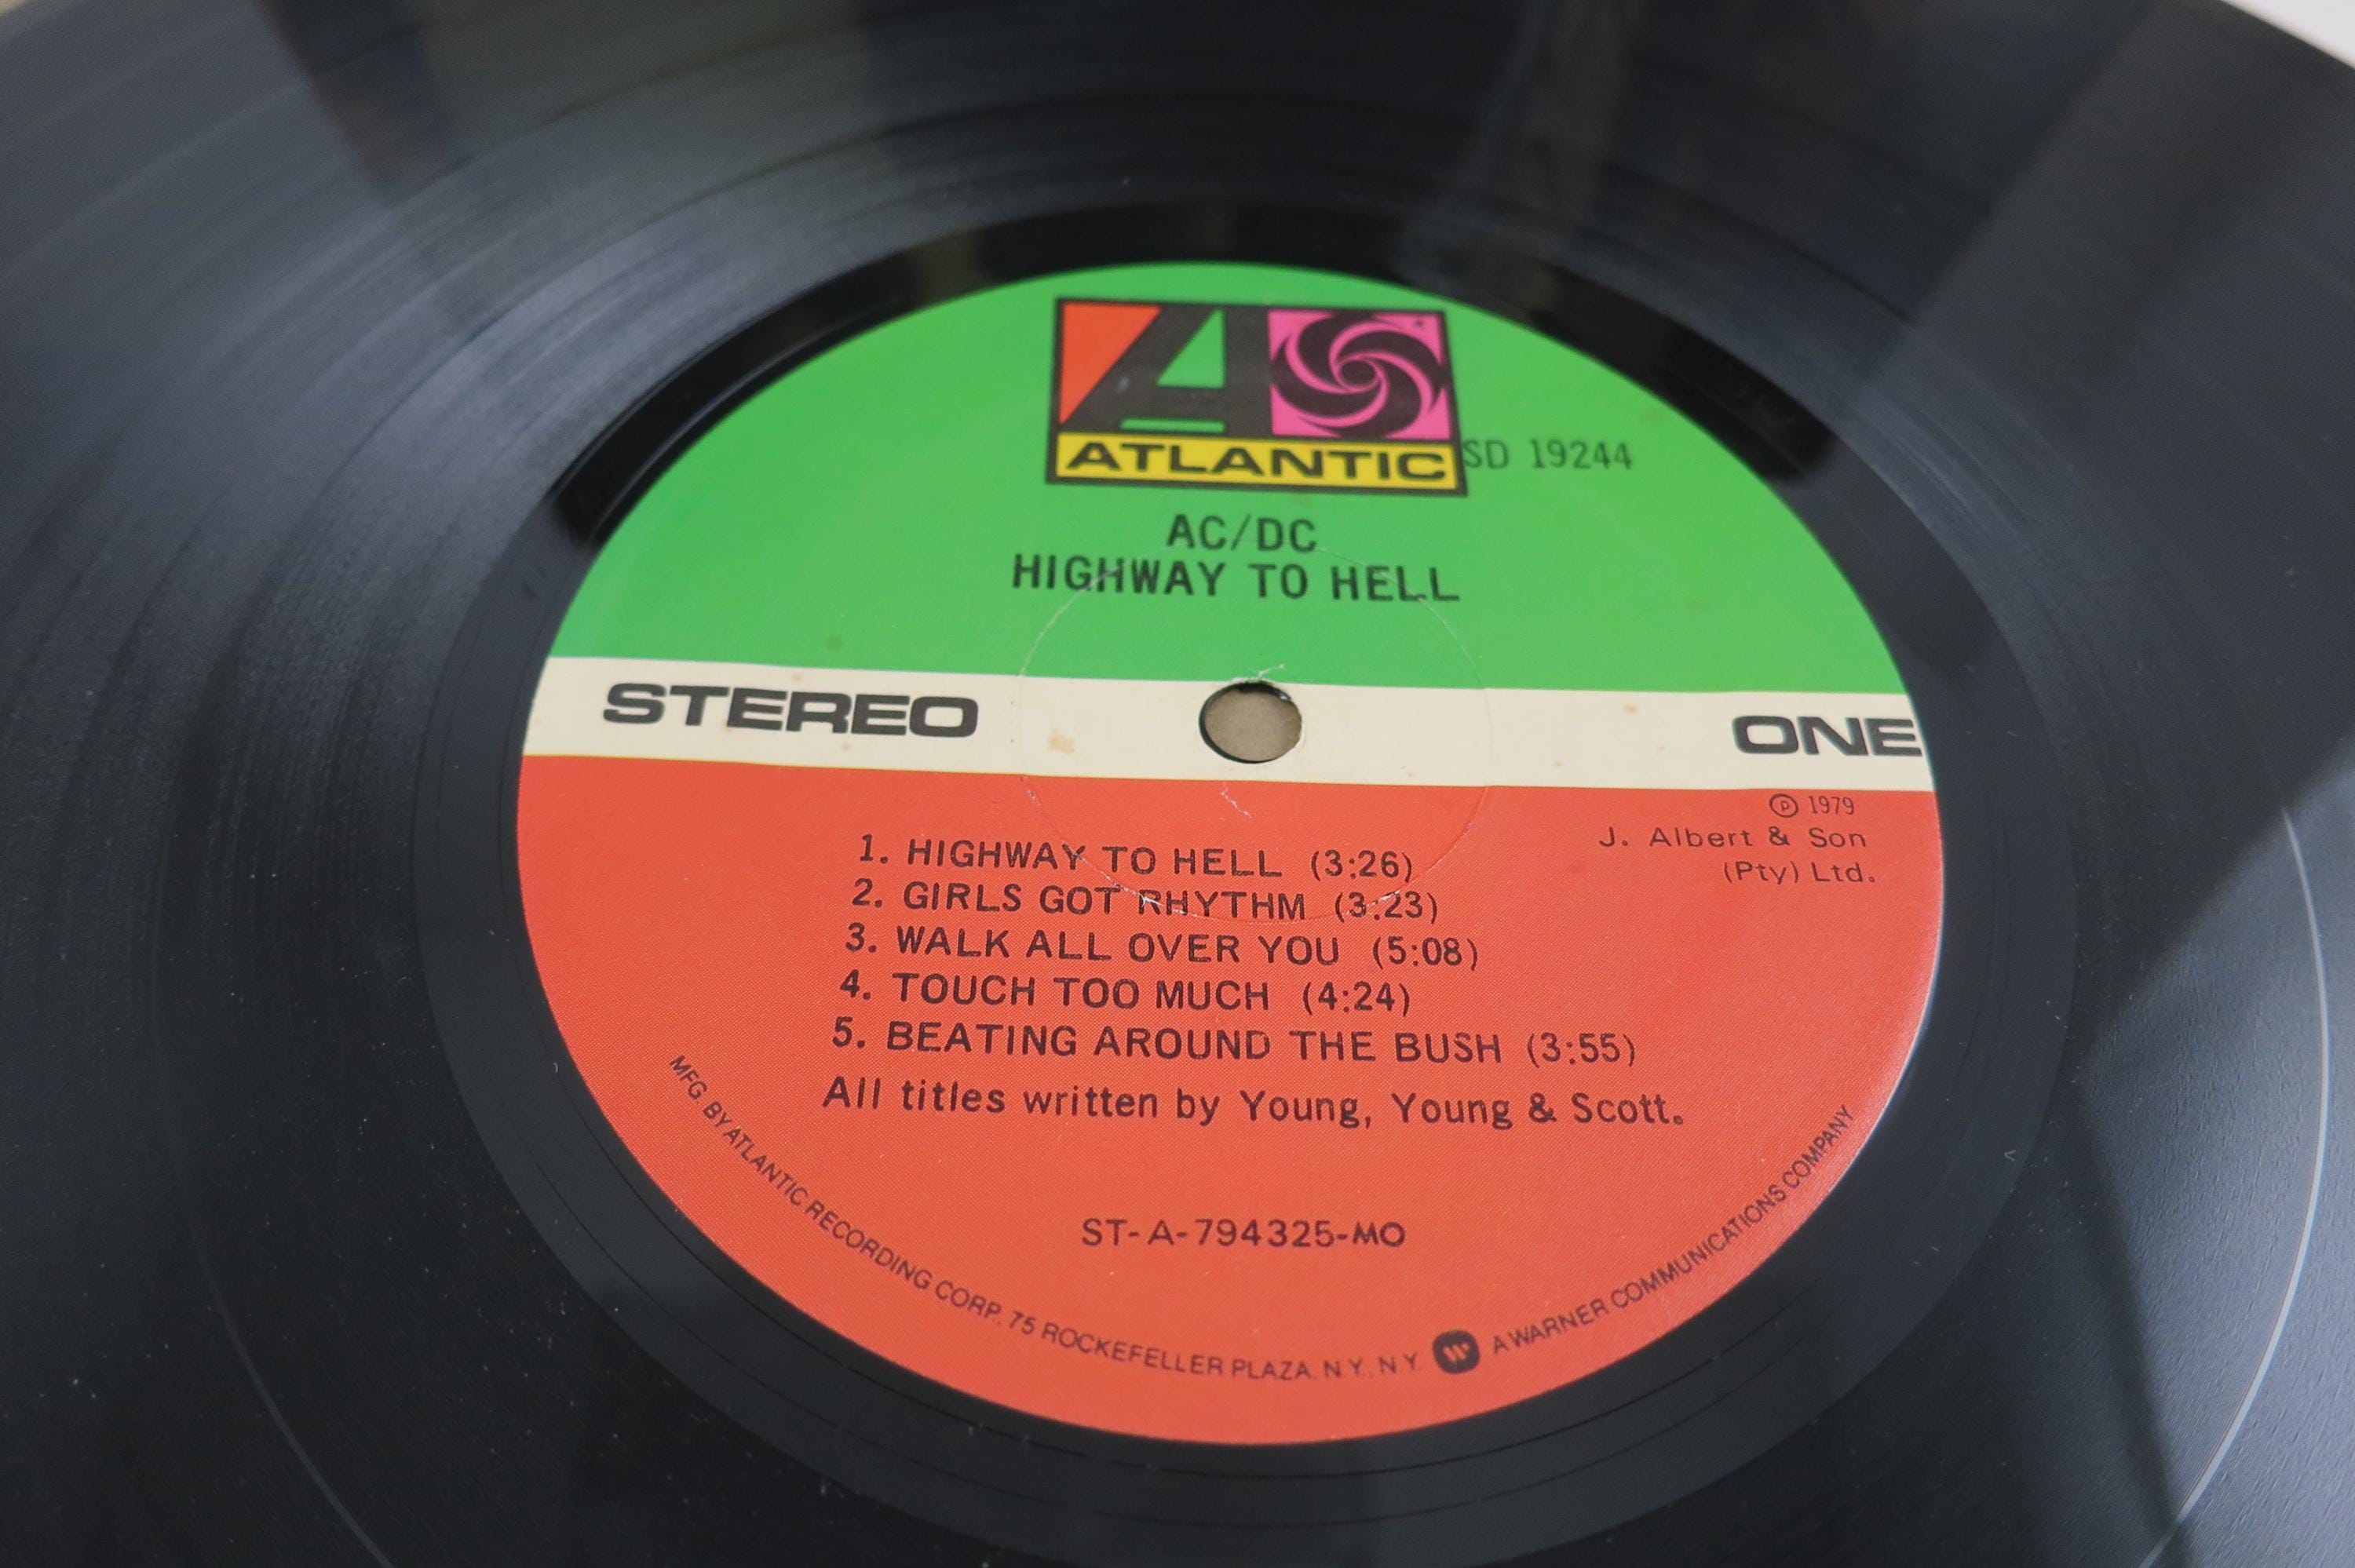 ATLANTIC
SD 19244
AC/DC
HIGHWAY TO HELL
STEREO
ONE
Ⓟ 1979
J. Albert & Son
(Pty) Ltd.
1. HIGHWAY TO HELL (3:26)
2. GIRLS GOT RHYTHM (3:23)
3. WALK ALL OVER YOU (5:08)
4. TOUCH TOO MUCH (4:24)
5. BEATING AROUND THE BUSH (3:55)
All titles written by Young, Young & Scott.
ST-A-794325-MO
MFG. BY ATLANTIC RECORDING CORP. 75 ROCKEFELLER PLAZA, N.Y., N.Y. A WARNER COMMUNICATIONS COMPANY